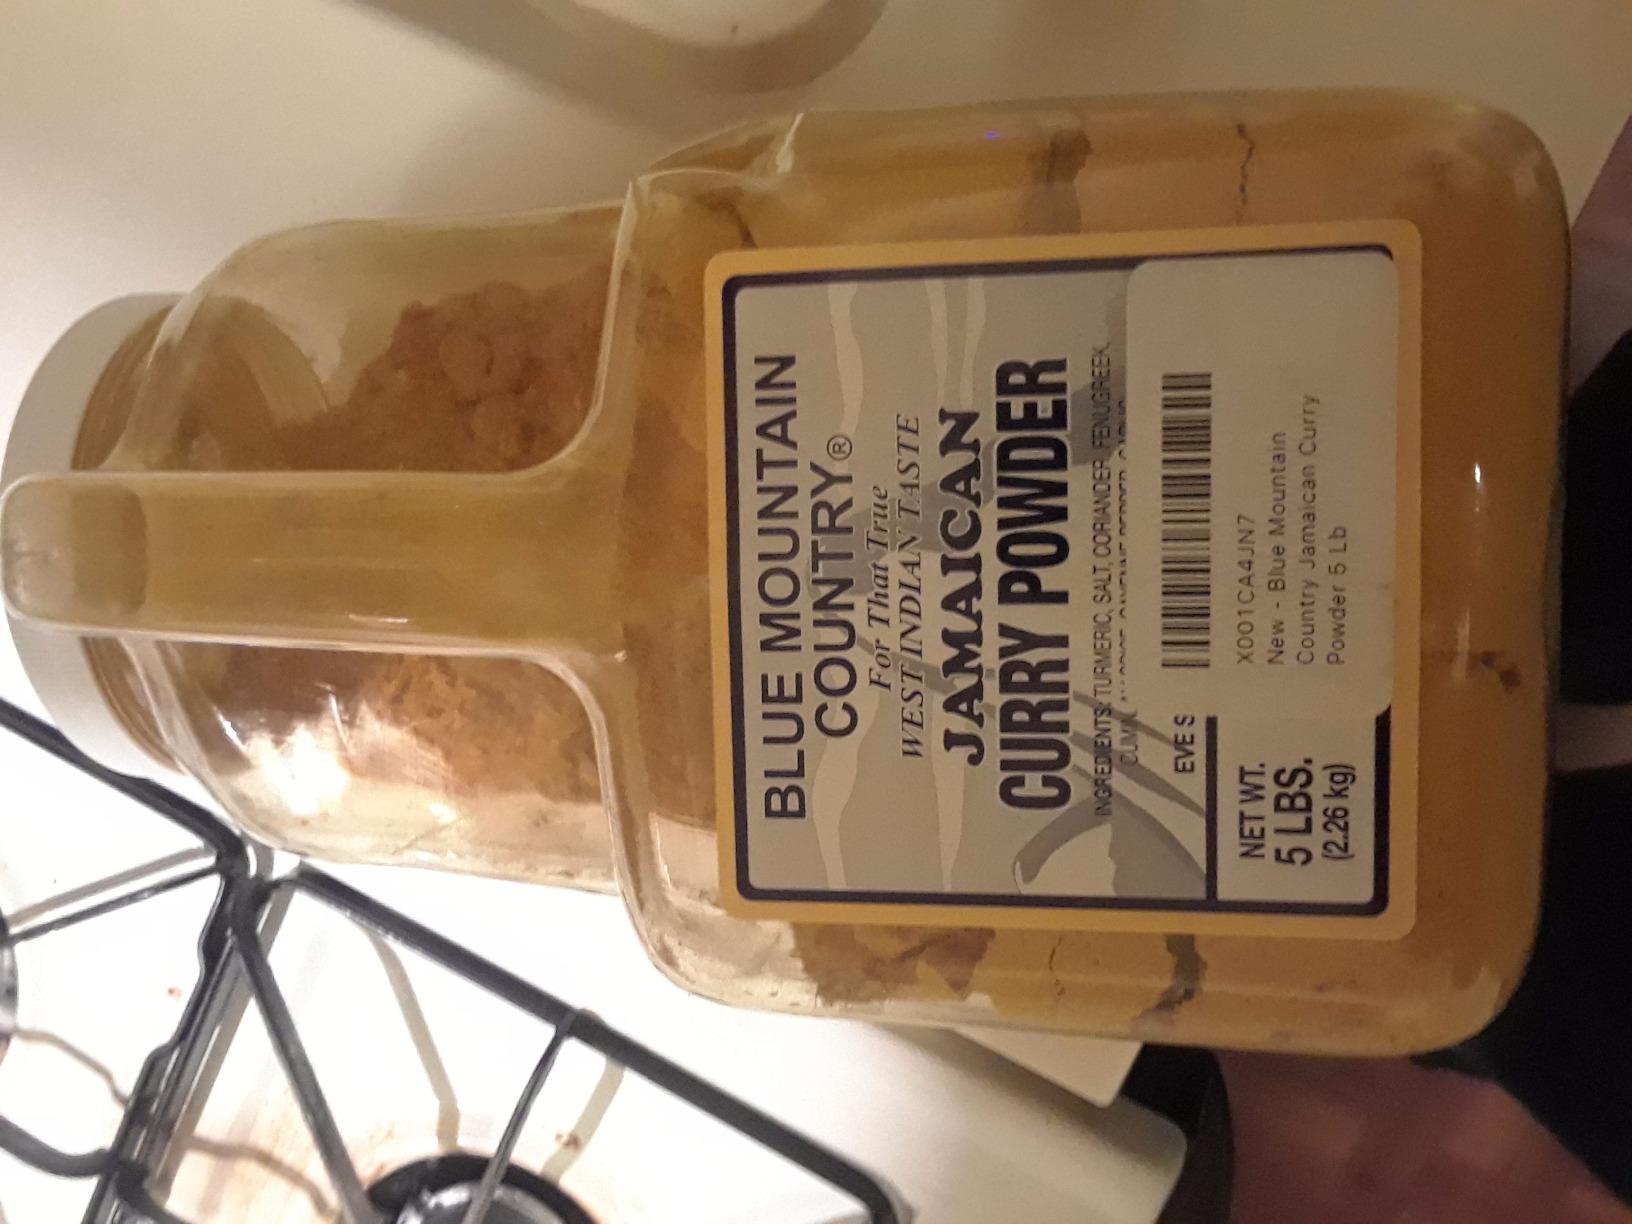 BLUE MOUNTAIN
COUNTRY®
For That True
WEST INDIAN TASTE
JAMAICAN
CURRY POWDER
INGREDIENTS: TURMERIC, SALT, CORIANDER, FENUGREEK,
EVE S
NET WT.
5 LBS.
(2.26 kg)
X001CA4JN7
New - Blue Mountain
Country Jamaican Curry
Powder 5 Lb